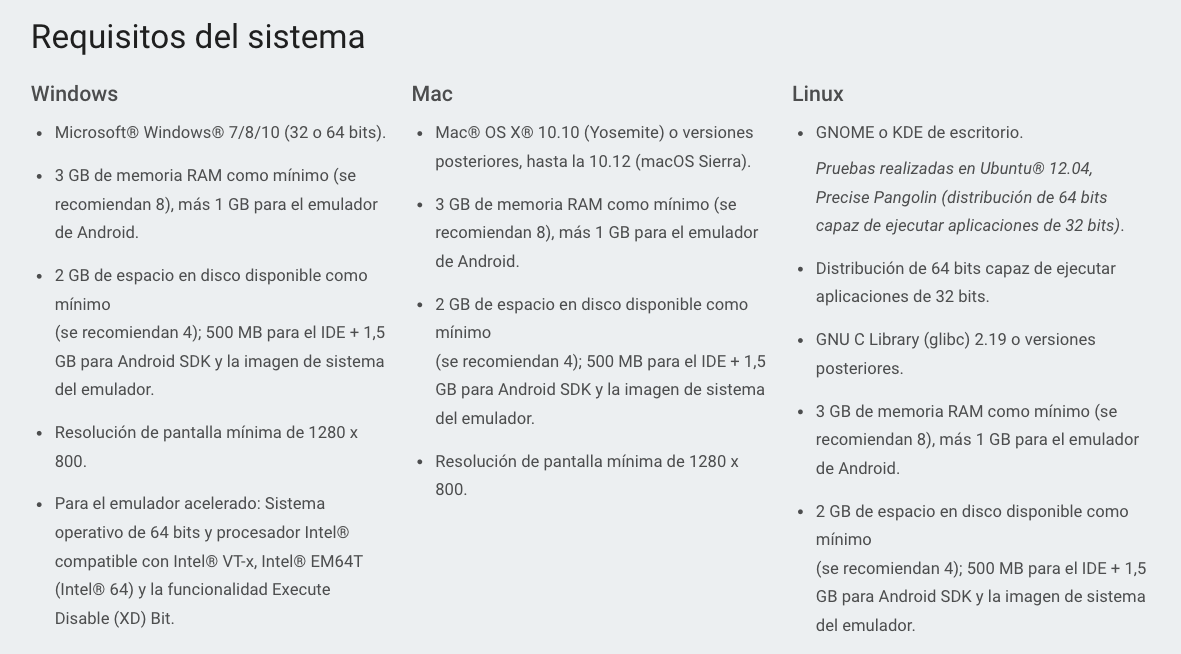 Requisitos del sistema
Windows
• Microsoft® Windows® 7/8/10 (32 o 64 bits).
• 3 GB de memoria RAM como mínimo (se
recomiendan 8), más 1 GB para el emulador
de Android.
• 2 GB de espacio en disco disponible como
mínimo
(se recomiendan 4); 500 MB para el IDE + 1,5
GB para Android SDK y la imagen de sistema
del emulador.
• Resolución de pantalla mínima de 1280 x
800.
• Para el emulador acelerado: Sistema
operativo de 64 bits y procesador Intel®
compatible con Intel® VT-x, Intel® EM64T
(Intel® 64) y la funcionalidad Execute
Disable (XD) Bit.
Mac
• Mac® OS X® 10.10 (Yosemite) o versiones
posteriores, hasta la 10.12 (macOS Sierra).
• 3 GB de memoria RAM como mínimo (se
recomiendan 8), más 1 GB para el emulador
de Android.
• 2 GB de espacio en disco disponible como
mínimo
(se recomiendan 4); 500 MB para el IDE + 1,5
GB para Android SDK y la imagen de sistema
del emulador.
• Resolución de pantalla mínima de 1280 x
800.
Linux
• GNOME o KDE de escritorio.
Pruebas realizadas en Ubuntu® 12.04,
Precise Pangolin (distribución de 64 bits
capaz de ejecutar aplicaciones de 32 bits).
• Distribución de 64 bits capaz de ejecutar
aplicaciones de 32 bits.
• GNU C Library (glibc) 2.19 o versiones
posteriores.
• 3 GB de memoria RAM como mínimo (se
recomiendan 8), más 1 GB para el emulador
de Android.
• 2 GB de espacio en disco disponible como
mínimo
(se recomiendan 4); 500 MB para el IDE + 1,5
GB para Android SDK y la imagen de sistema
del emulador.